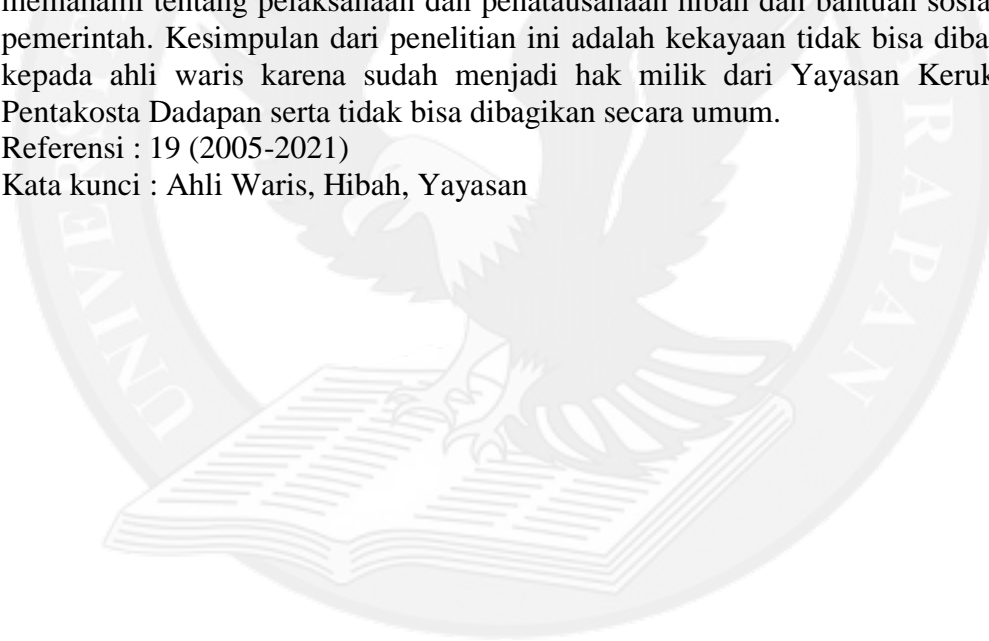 memahami tentang pelaksanaan dan penatausahaan hibah dan bantuan sosia
pemerintah. Kesimpulan dari penelitian ini adalah kekayaan tidak bisa diba
kepada ahli waris karena sudah menjadi hak milik dari Yayasan Keruk
Pentakosta Dadapan serta tidak bisa dibagikan secara umum.
Referensi : 19 (2005-2021)
Kata kunci : Ahli Waris, Hibah, Yayasan